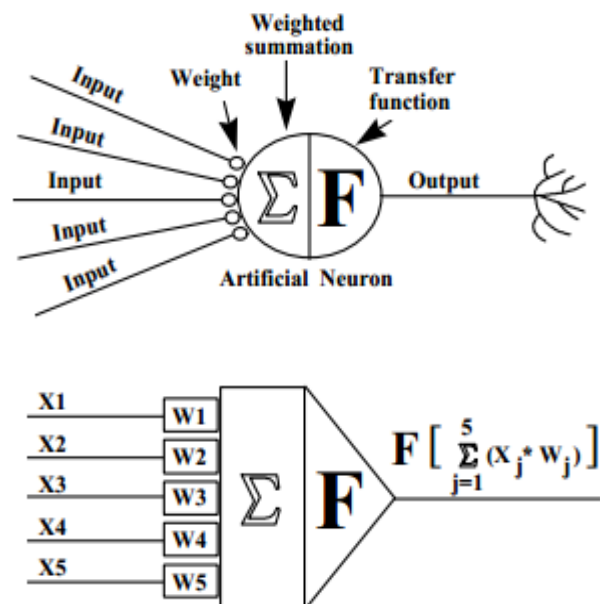 Weighted
summation
Input
Weight
Transfer
function
Input
Input
Σ F
Output
Input
Input
Artificial Neuron
X1
W1
X2
W2
X3
W3
X4
W4
X5
W5
Σ
F
F [ 5 Σ j=1 (X j * W j ) ]